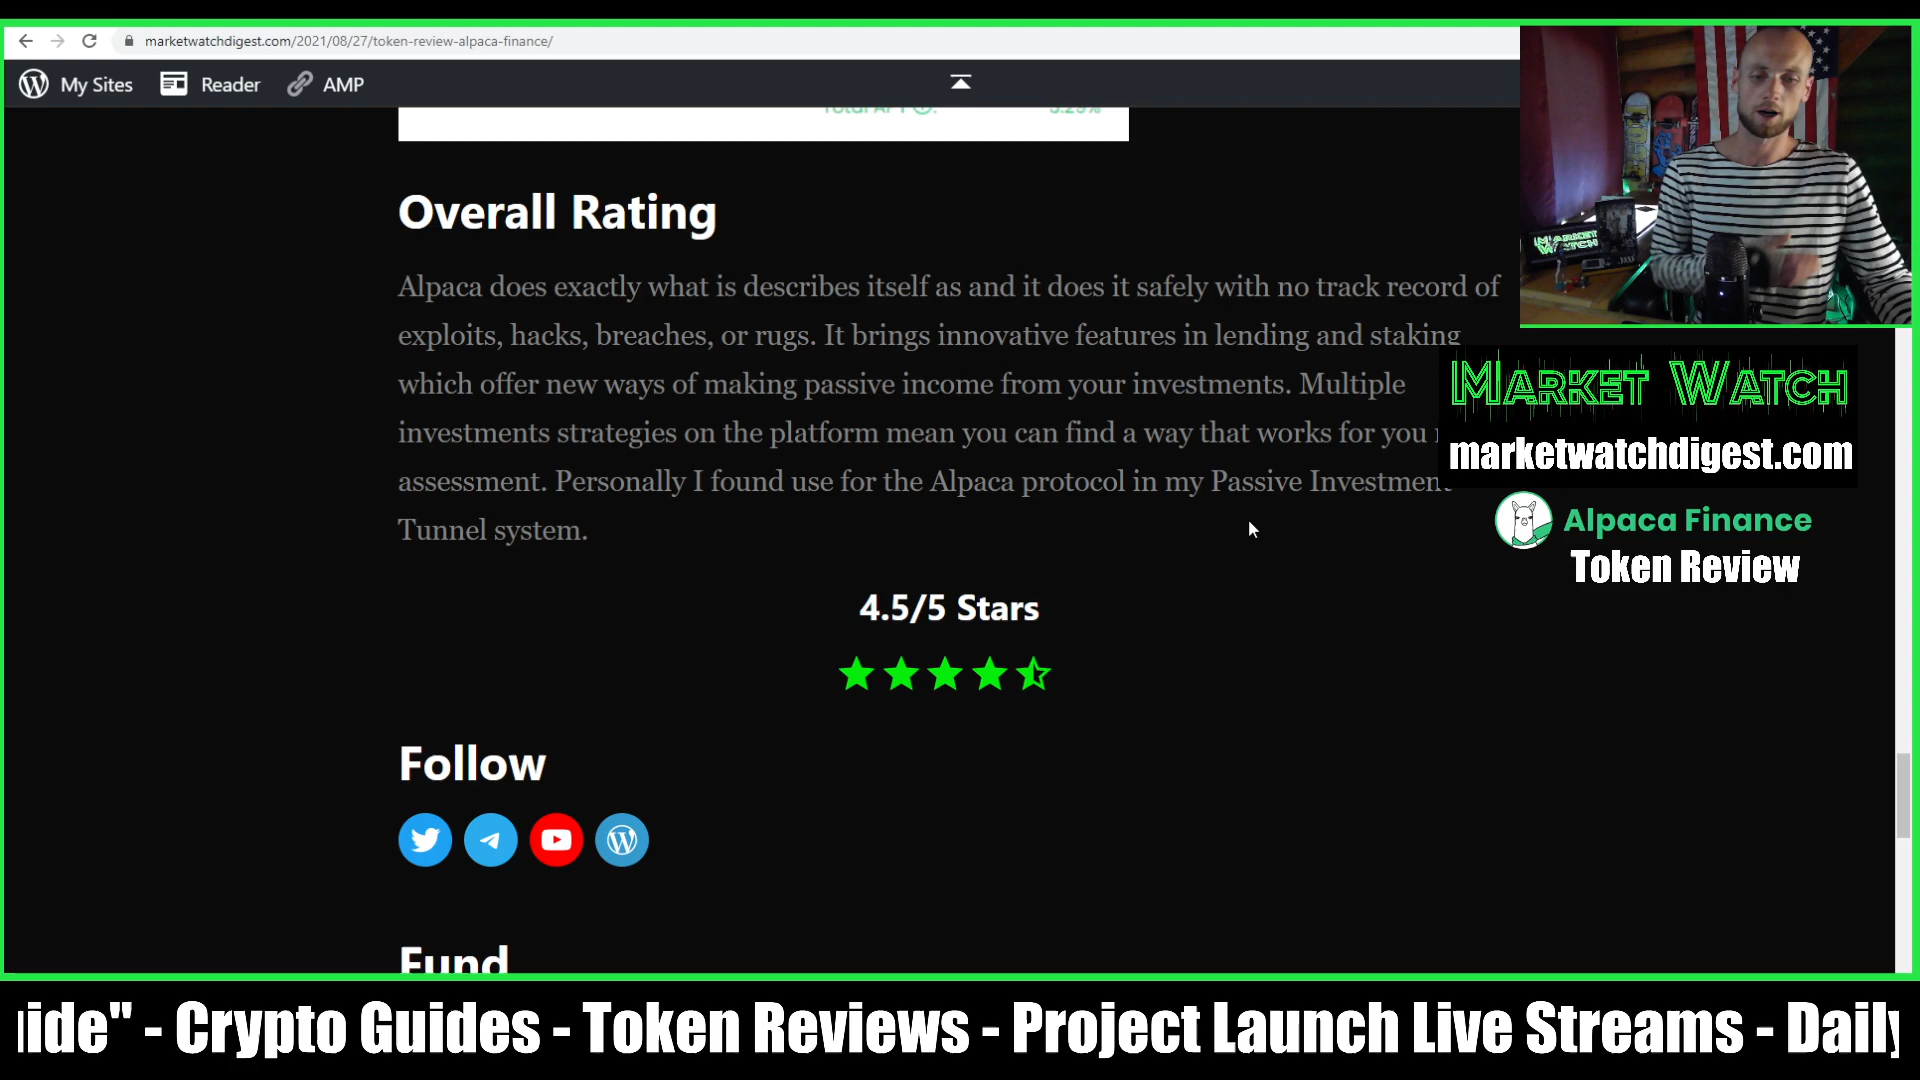 marketwatchdigest.com/2021/08/27/token-review-alpaca-finance/
My Sites Reader AMP
Overall Rating
Alpaca does exactly what is describes itself as and it does it safely with no track record of
exploits, hacks, breaches, or rugs. It brings innovative features in lending and staking
which offer new ways of making passive income from your investments. Multiple
investments strategies on the platform mean you can find a way that works for you
assessment. Personally I found use for the Alpaca protocol in my Passive Investment
Tunnel system.
4.5/5 Stars
Follow
Fund
MARKET WATCH
MARKET WATCH
marketwatchdigest.com
Alpaca Finance
Token Review
ide" - Crypto Guides - Token Reviews - Project Launch Live Streams - Daily